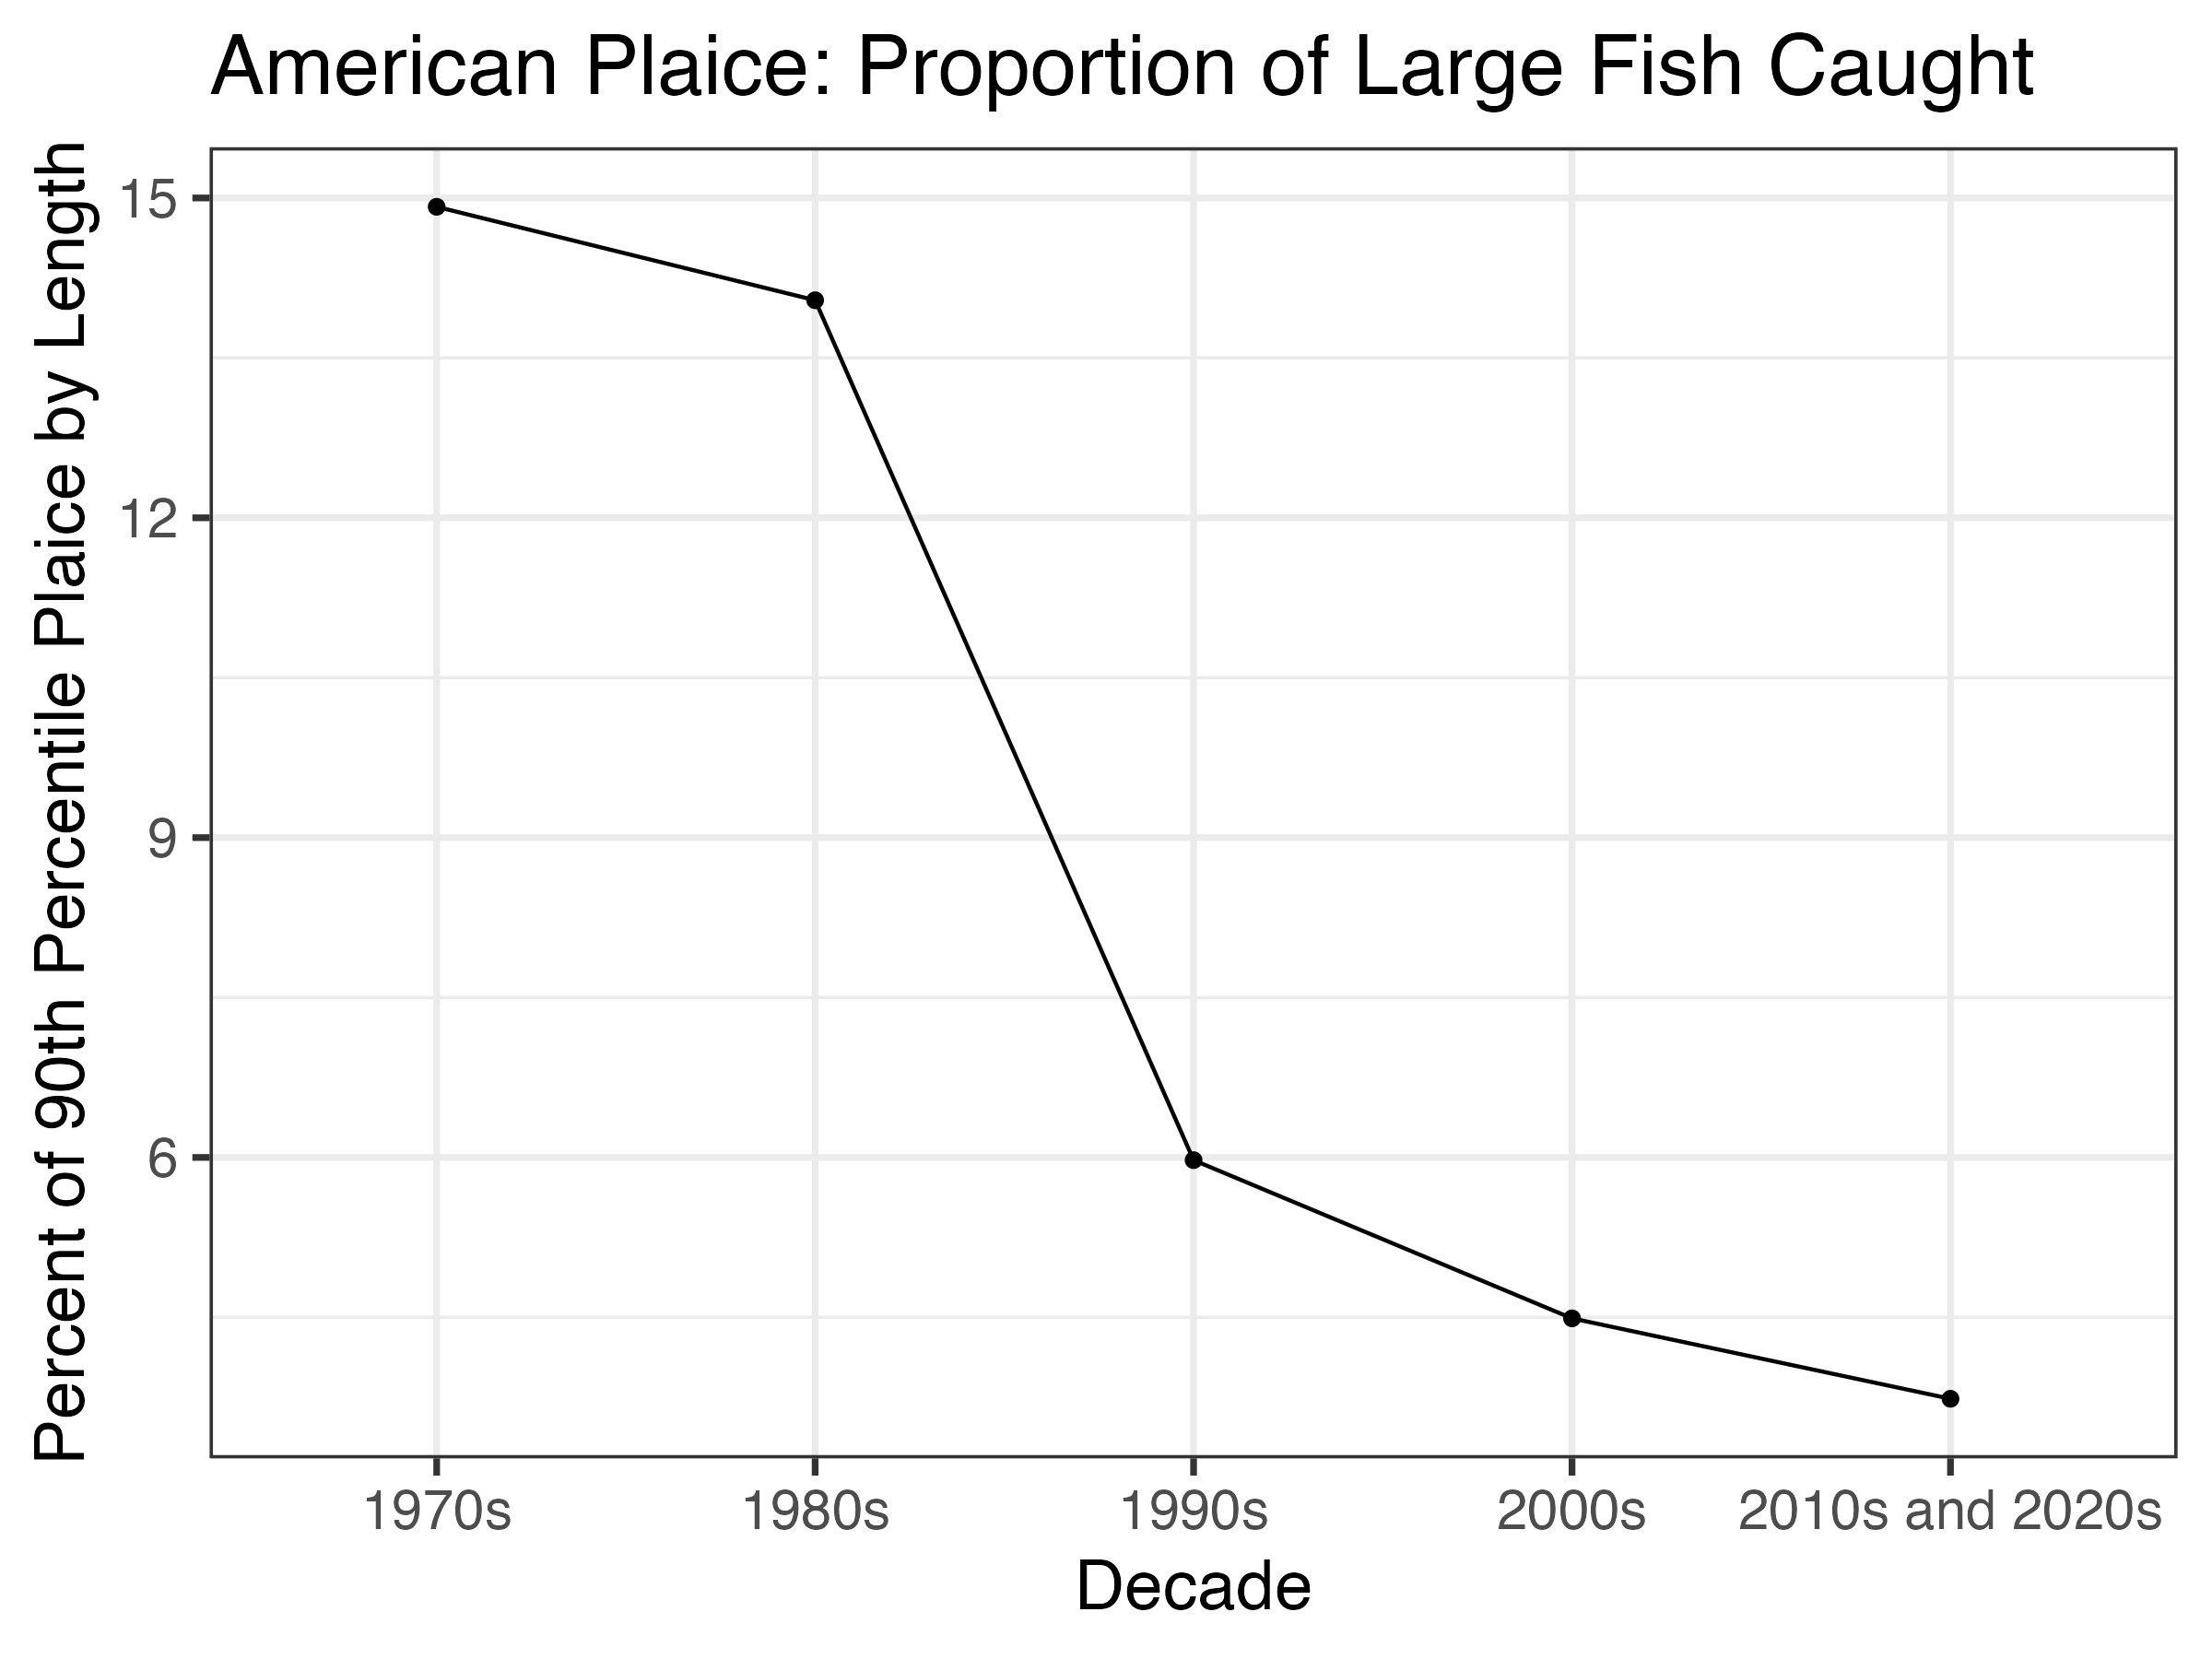 American Plaice: Proportion of Large Fish Caught
Percent of 90th Percentile Plaice by Length
15
12
9
6
1970s
1980s
1990s
2000s
2010s and 2020s
Decade